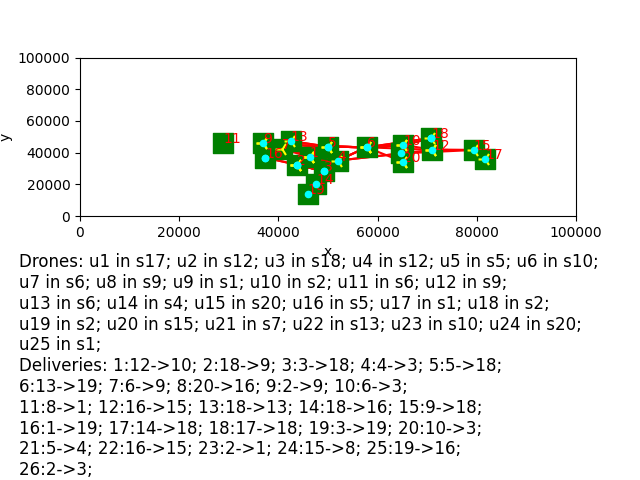 100000
80000
60000
40000
20000
0
y
0 20000 40000 60000 80000 100000
x
11
Drones: u1 in s17; u2 in s12; u3 in s18; u4 in s12; u5 in s5; u6 in s10;
u7 in s6; u8 in s9; u9 in s1; u10 in s2; u11 in s6; u12 in s9;
u13 in s6; u14 in s4; u15 in s20; u16 in s5; u17 in s1; u18 in s2;
u19 in s2; u20 in s15; u21 in s7; u22 in s13; u23 in s10; u24 in s20;
u25 in s1;
Deliveries: 1:12->10; 2:18->9; 3:3->18; 4:4->3; 5:5->18;
6:13->19; 7:6->9; 8:20->16; 9:2->9; 10:6->3;
11:8->1; 12:16->15; 13:18->13; 14:18->16; 15:9->18;
16:1->19; 17:14->18; 18:17->18; 19:3->19; 20:10->3;
21:5->4; 22:16->15; 23:2->1; 24:15->8; 25:19->16;
26:2->3;